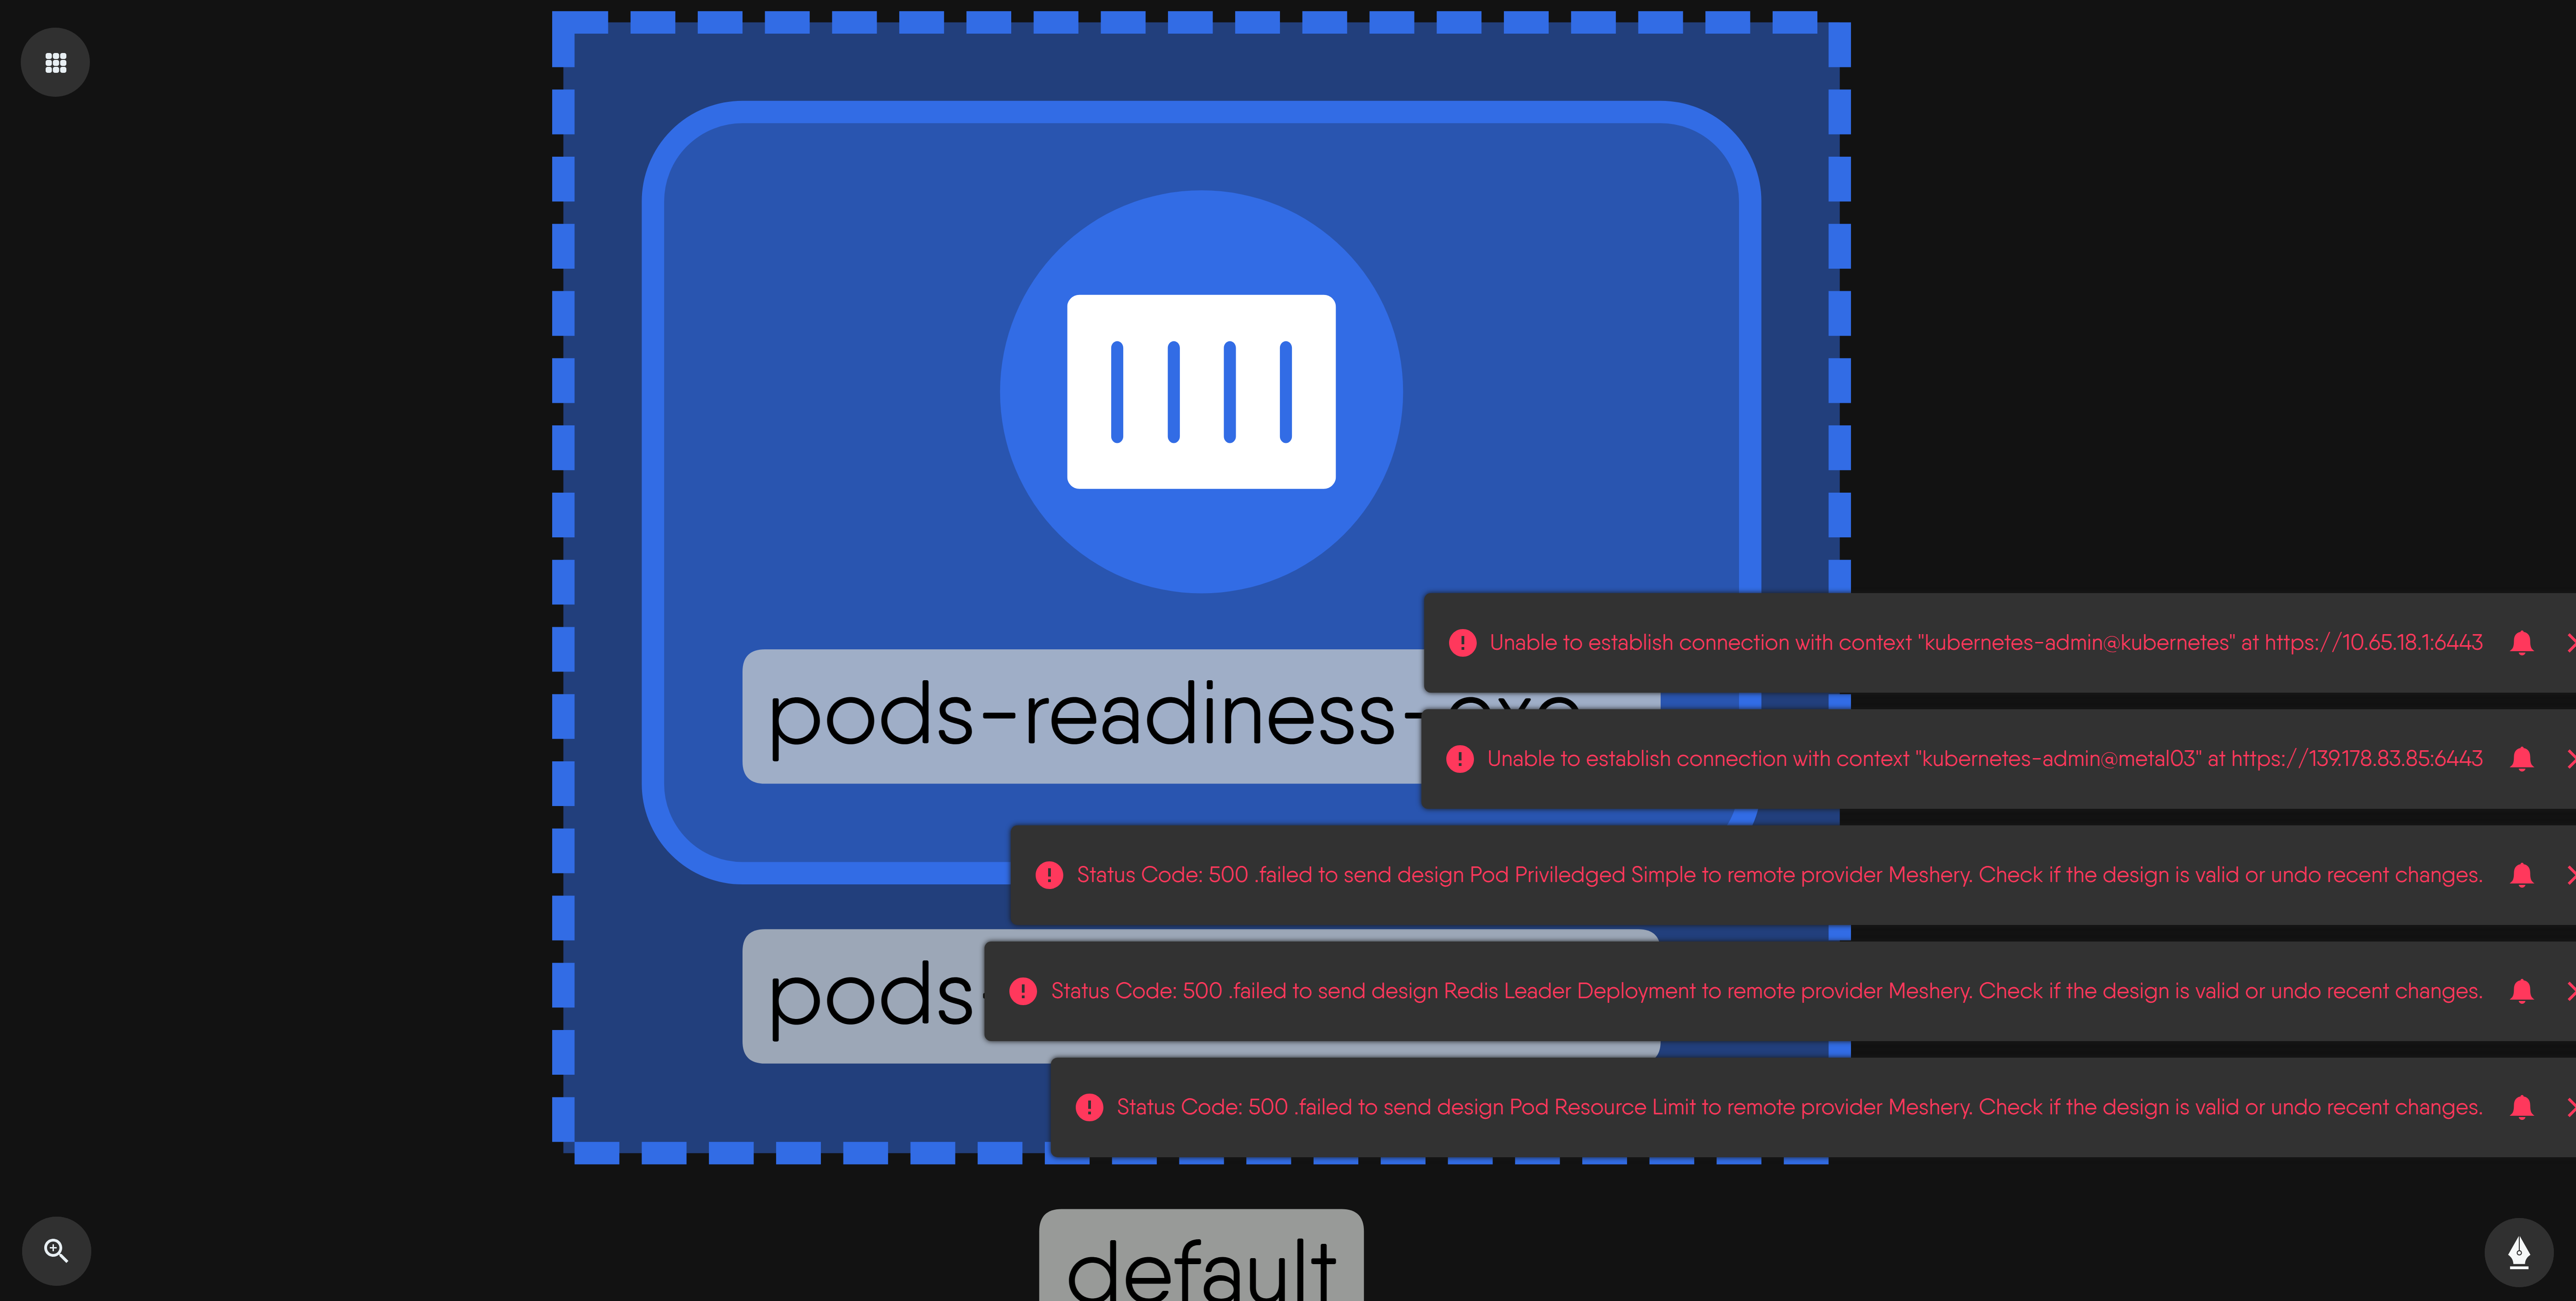 Unable to establish connection with context "kubernetes-admin@kubernetes" at https://10.65.18.1:6443
pods-readiness-
Unable to establish connection with context "kubernetes-admin@metal03" at https://139.178.83.85:6443
Status Code: 500 .failed to send design Pod Priviledged Simple to remote provider Meshery. Check if the design is valid or undo recent changes.
pods-
Status Code: 500 .failed to send design Redis Leader Deployment to remote provider Meshery. Check if the design is valid or undo recent changes.
Status Code: 500 .failed to send design Pod Resource Limit to remote provider Meshery. Check if the design is valid or undo recent changes.
default